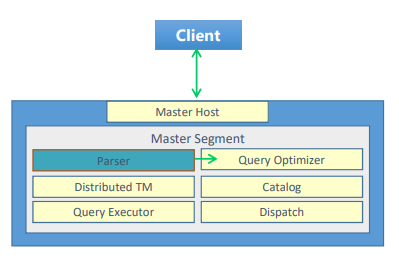 Client
Master Host
Master Segment
Parser
Query Optimizer
Distributed TM
Catalog
Query Executor
Dispatch